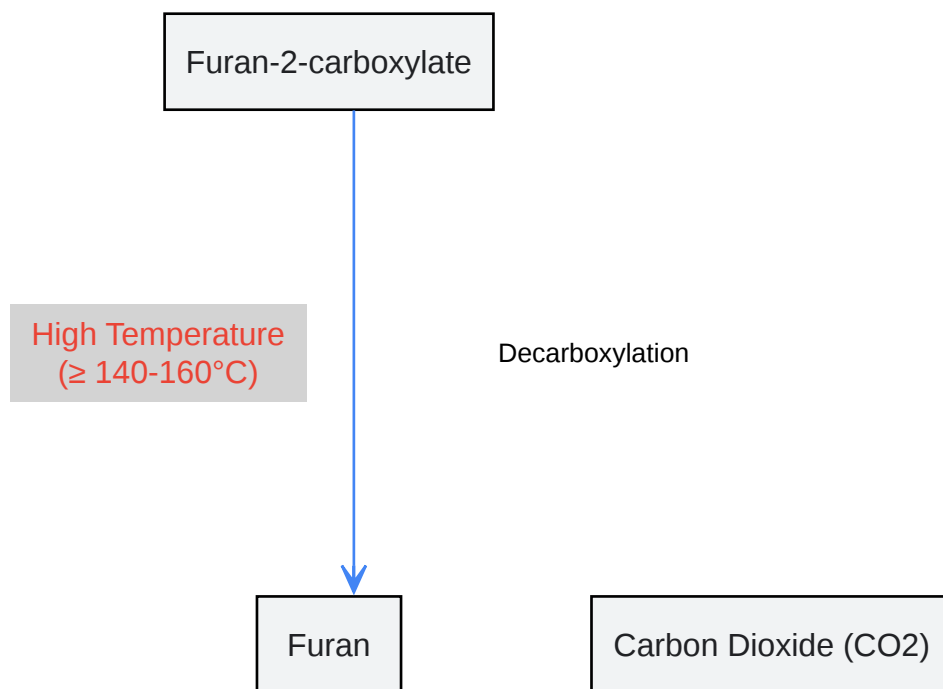 Furan-2-carboxylate
High Temperature
(≥ 140-160°C)
Decarboxylation
Furan
Carbon Dioxide (CO2)